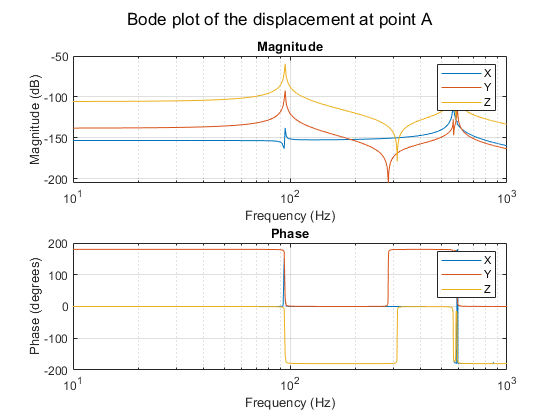 Bode plot of the displacement at point A
Magnitude
Magnitude (dB)
-50
-100
-150
-200
X
Y
Z
10^1
10^2
10^3
Frequency (Hz)
Phase
Phase (degrees)
200
100
0
-100
-200
X
Y
Z
10^1
10^2
10^3
Frequency (Hz)